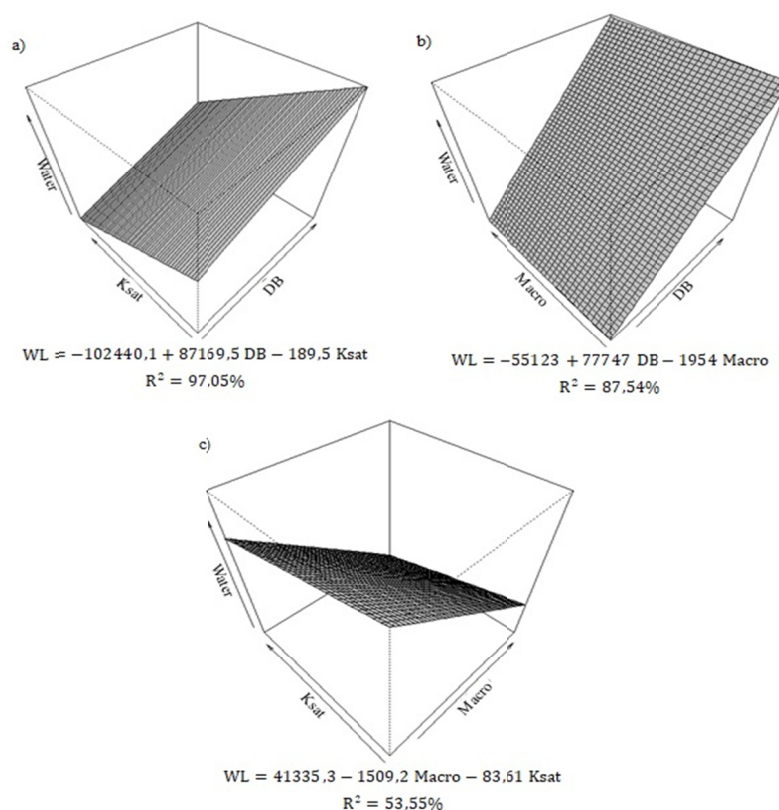 a)
Water
Ksat
DB
WL = −102440,1 + 87169,5 DB − 189,5 Ksat
R² = 97,05%
b)
Water
Macro
DB
WL = −55123 + 77747 DB − 1954 Macro
R² = 87,54%
c)
Water
Ksat
Macro
WL = 41335,3 − 1509,2 Macro − 83,61 Ksat
R² = 53,55%